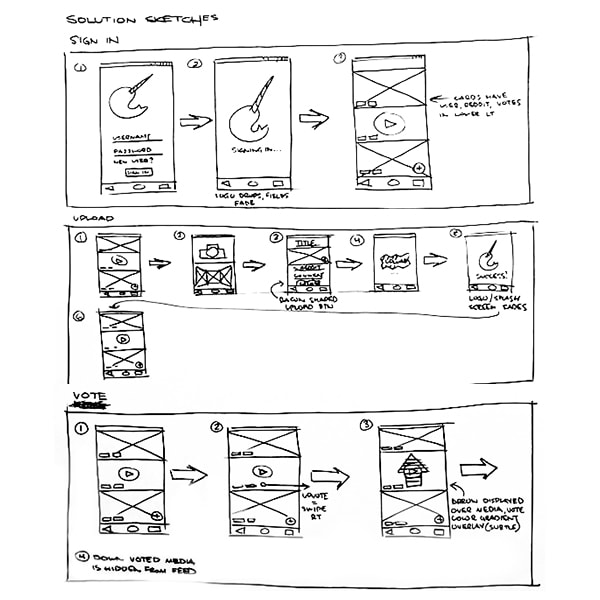 SOLUTION SKETCHES
SIGN IN
1
2
3
USERNAME
PASSWORD
NEW USER?
SIGN IN
SIGNING IN...
LOGO DROPS, FIELDS
FADE
CARDS HAVE
USER, REDDIT, VOTES
IN LOWER LT
UPLOAD
1
2
3
4
5
TITLE
SUBJECT
COMMENT
BACON SHAPED
UPLOAD BTN
SUCCESS!
LOGO/SPLASH
SCREEN FADES
6
VOTE
1
2
3
UPVOTE
=
SWIPE
RT
BACON DISPLAYED
OVER MEDIA, VOTE
COLOR GRADIENT
OVERLAY (SUBTLE)
4 DOWN VOTED MEDIA
IS HIDDEN FROM FEED